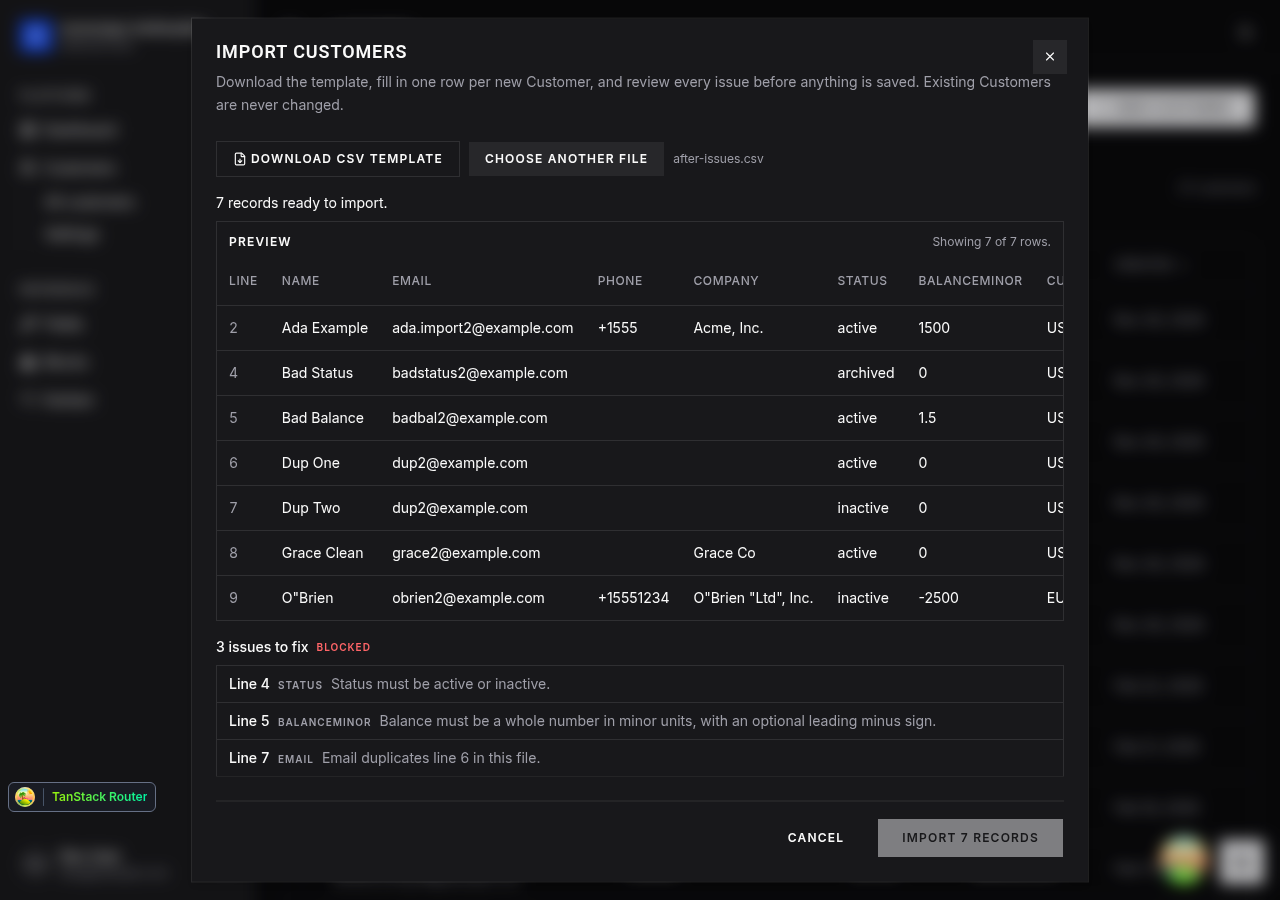 IMPORT CUSTOMERS
Download the template, fill in one row per new Customer, and review every issue before anything is saved. Existing Customers
are never changed.
DOWNLOAD CSV TEMPLATE CHOOSE ANOTHER FILE after-issues.csv
7 records ready to import.
PREVIEW Showing 7 of 7 rows.
LINE NAME EMAIL PHONE COMPANY STATUS BALANCEMINOR CU
2 Ada Example ada.import2@example.com +1555 Acme, Inc. active 1500 US
4 Bad Status badstatus2@example.com archived 0 US
5 Bad Balance badbal2@example.com active 1.5 US
6 Dup One dup2@example.com active 0 US
7 Dup Two dup2@example.com inactive 0 US
8 Grace Clean grace2@example.com Grace Co active 0 US
9 O"Brien obrien2@example.com +15551234 O"Brien "Ltd", Inc. inactive -2500 EU
3 issues to fix BLOCKED
Line 4 STATUS Status must be active or inactive.
Line 5 BALANCEMINOR Balance must be a whole number in minor units, with an optional leading minus sign.
Line 7 EMAIL Email duplicates line 6 in this file.
TanStack Router
CANCEL IMPORT 7 RECORDS